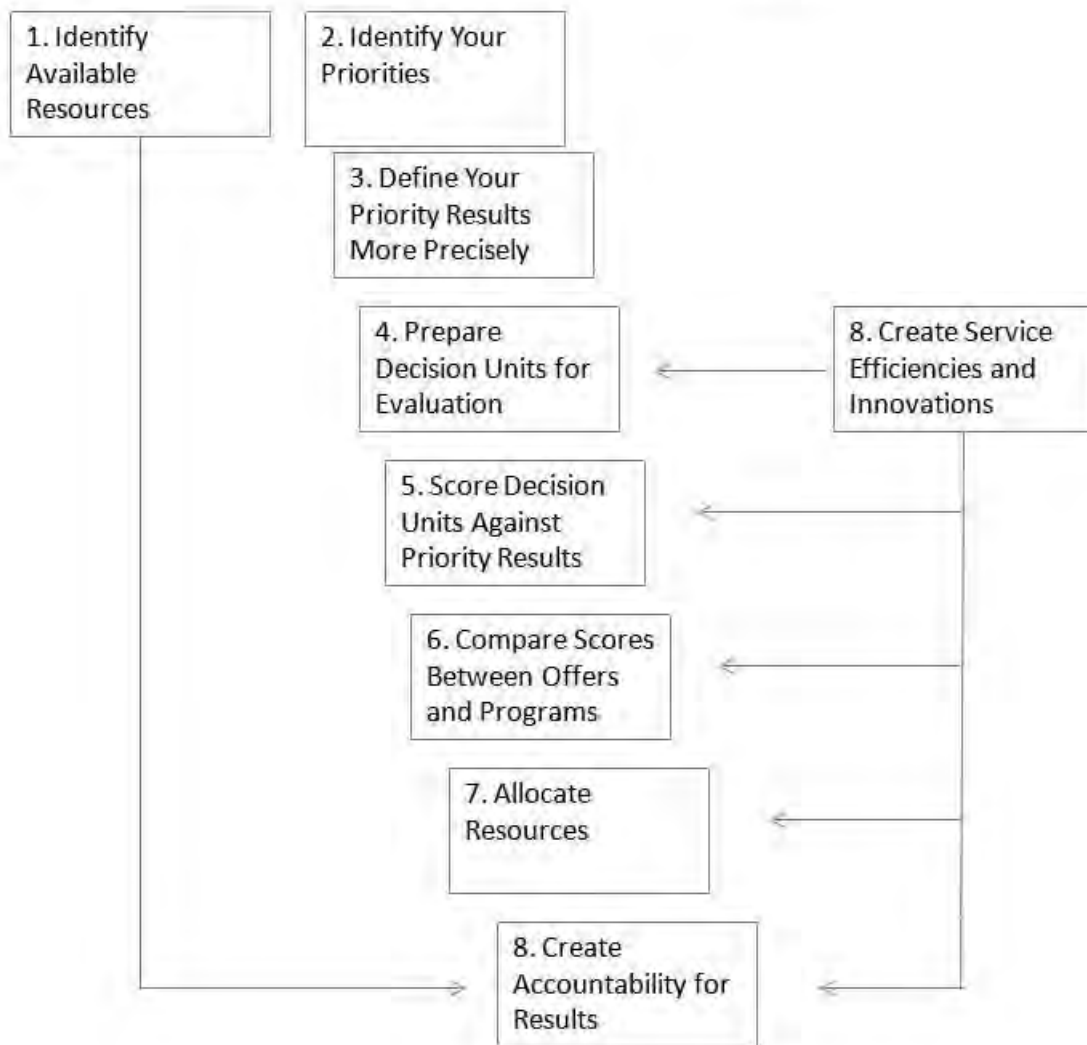 1. Identify
Available
Resources
2. Identify Your
Priorities
3. Define Your
Priority Results
More Precisely
4. Prepare
Decision Units for
Evaluation
8. Create Service
Efficiencies and
Innovations
5. Score Decision
Units Against
Priority Results
6. Compare Scores
Between Offers
and Programs
7. Allocate
Resources
8. Create
Accountability for
Results